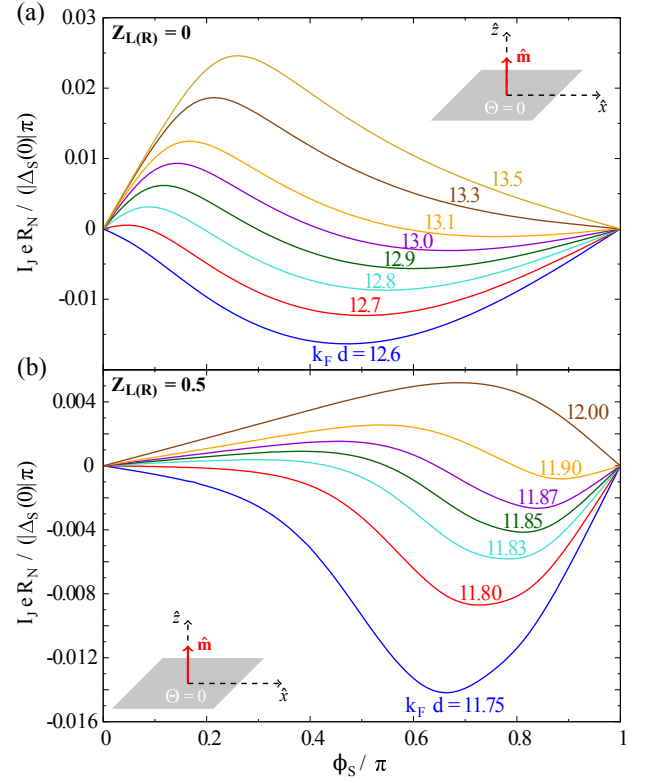 (a)
Z_L(R) = 0
0.03
0.02
0.01
0
-0.01
I_J e R_N / (|Δ_S(0)| π)
ẑ
m̂
Θ = 0
x̂
13.5
13.3
13.1
13.0
12.9
12.8
12.7
k_F d = 12.6
(b)
Z_L(R) = 0.5
0.004
0
-0.004
-0.008
-0.012
-0.016
I_J e R_N / (|Δ_S(0)| π)
12.00
11.90
11.87
11.85
11.83
11.80
k_F d = 11.75
ẑ
m̂
Θ = 0
x̂
0 0.2 0.4 0.6 0.8 1
ϕ_S / π